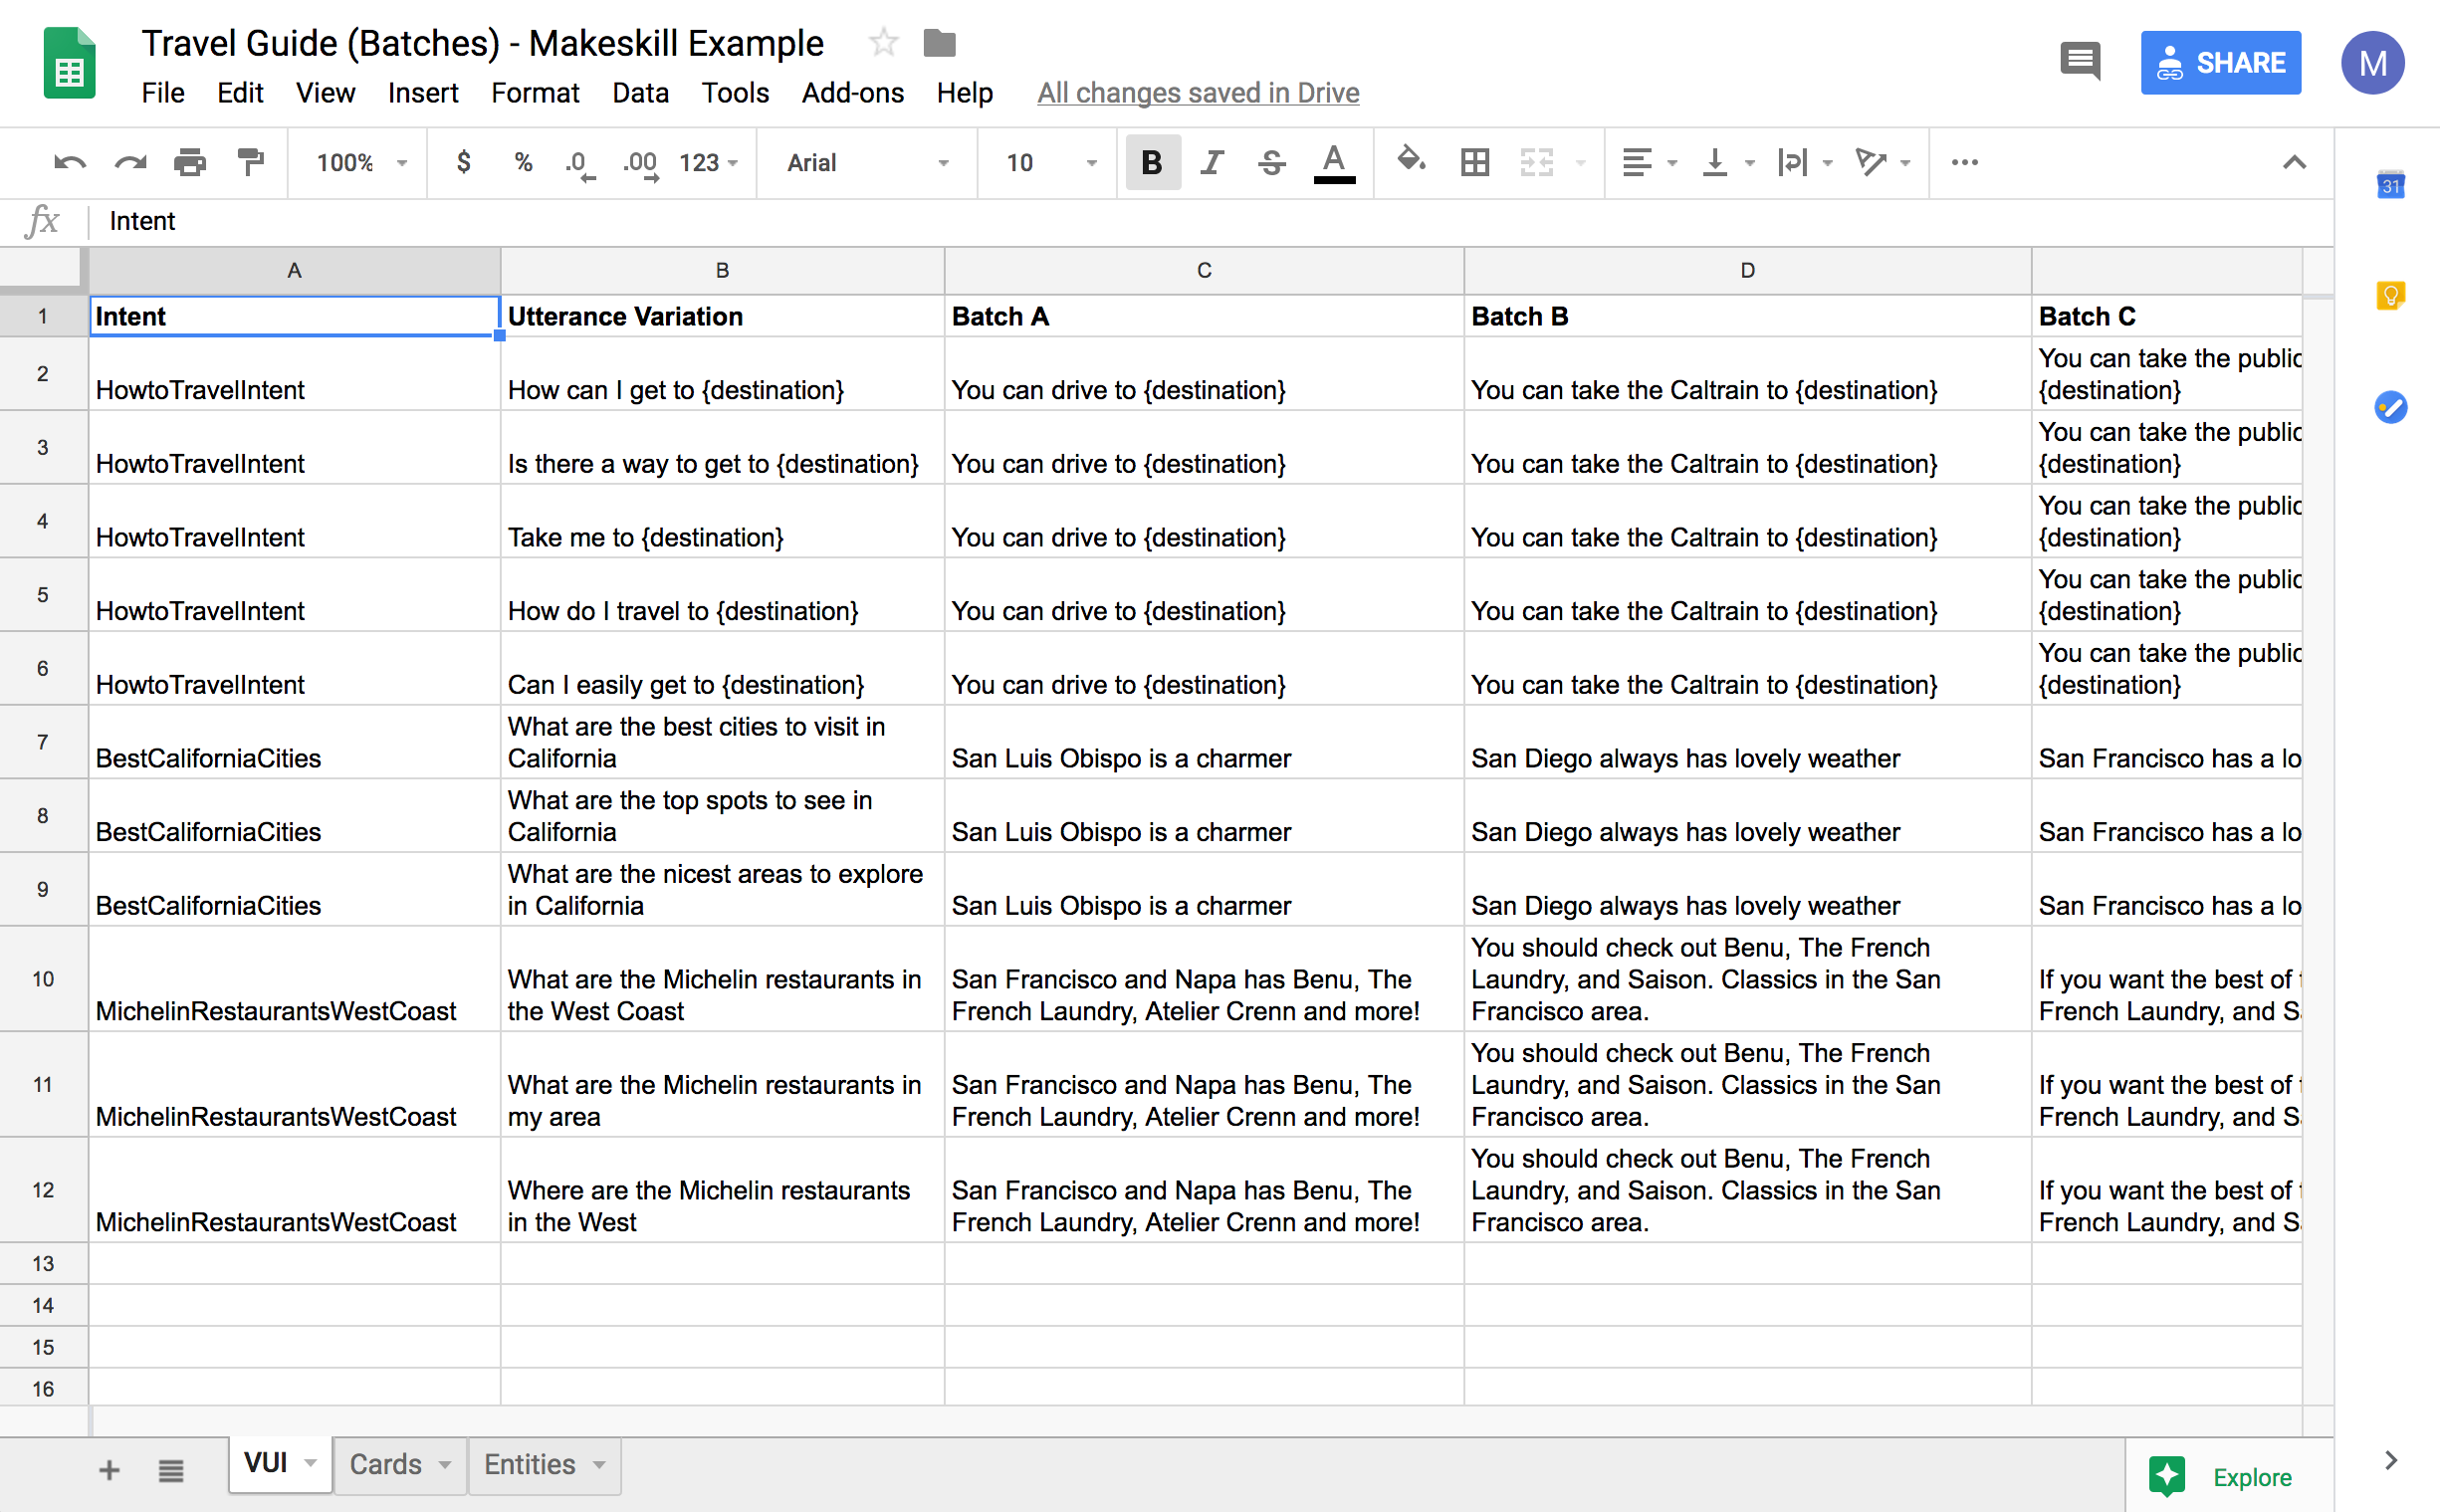 Travel Guide (Batches) - Makeskill Example
File Edit View Insert Format Data Tools Add-ons Help All changes saved in Drive
SHARE
M
100% $ % .0 .00 123 Arial 10 B I S A
31
fx Intent
A B C D
1 Intent Utterance Variation Batch A Batch B Batch C
You can take the public
2 HowtoTravelIntent How can I get to {destination} You can drive to {destination} You can take the Caltrain to {destination} {destination}
You can take the public
3 HowtoTravelIntent Is there a way to get to {destination} You can drive to {destination} You can take the Caltrain to {destination} {destination}
You can take the public
4 HowtoTravelIntent Take me to {destination} You can drive to {destination} You can take the Caltrain to {destination} {destination}
You can take the public
5 HowtoTravelIntent How do I travel to {destination} You can drive to {destination} You can take the Caltrain to {destination} {destination}
You can take the public
6 HowtoTravelIntent Can I easily get to {destination} You can drive to {destination} You can take the Caltrain to {destination} {destination}
What are the best cities to visit in
7 BestCaliforniaCities California San Luis Obispo is a charmer San Diego always has lovely weather San Francisco has a lo
What are the top spots to see in
8 BestCaliforniaCities California San Luis Obispo is a charmer San Diego always has lovely weather San Francisco has a lo
What are the nicest areas to explore
9 BestCaliforniaCities in California San Luis Obispo is a charmer San Diego always has lovely weather San Francisco has a lo
You should check out Benu, The French
10 What are the Michelin restaurants in San Francisco and Napa has Benu, The Laundry, and Saison. Classics in the San If you want the best of
MichelinRestaurantsWestCoast the West Coast French Laundry, Atelier Crenn and more! Francisco area. French Laundry, and S
You should check out Benu, The French
11 What are the Michelin restaurants in San Francisco and Napa has Benu, The Laundry, and Saison. Classics in the San If you want the best of
MichelinRestaurantsWestCoast my area French Laundry, Atelier Crenn and more! Francisco area. French Laundry, and S
You should check out Benu, The French
12 Where are the Michelin restaurants San Francisco and Napa has Benu, The Laundry, and Saison. Classics in the San If you want the best of
MichelinRestaurantsWestCoast in the West French Laundry, Atelier Crenn and more! Francisco area. French Laundry, and S
13
14
15
16
VUI Cards Entities Explore